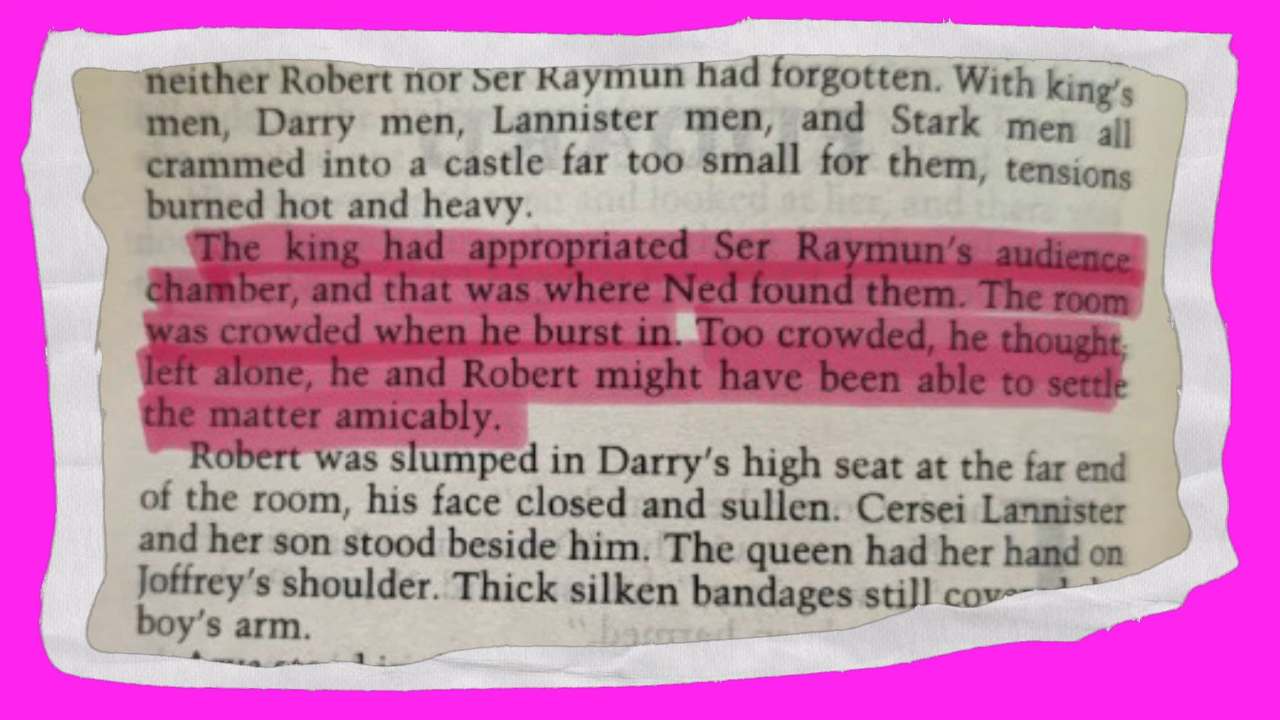 neither Robert nor Ser Raymun had forgotten. With king's
men, Darry men, Lannister men, and Stark men all
crammed into a castle far too small for them, tensions
burned hot and heavy.
The king had appropriated Ser Raymun's audience
chamber, and that was where Ned found them. The room
was crowded when he burst in. Too crowded, he thought;
left alone, he and Robert might have been able to settle
the matter amicably.
Robert was slumped in Darry's high seat at the far end
of the room, his face closed and sullen. Cersei Lannister
and her son stood beside him. The queen had her hand on
Joffrey's shoulder. Thick silken bandages still
boy's arm.